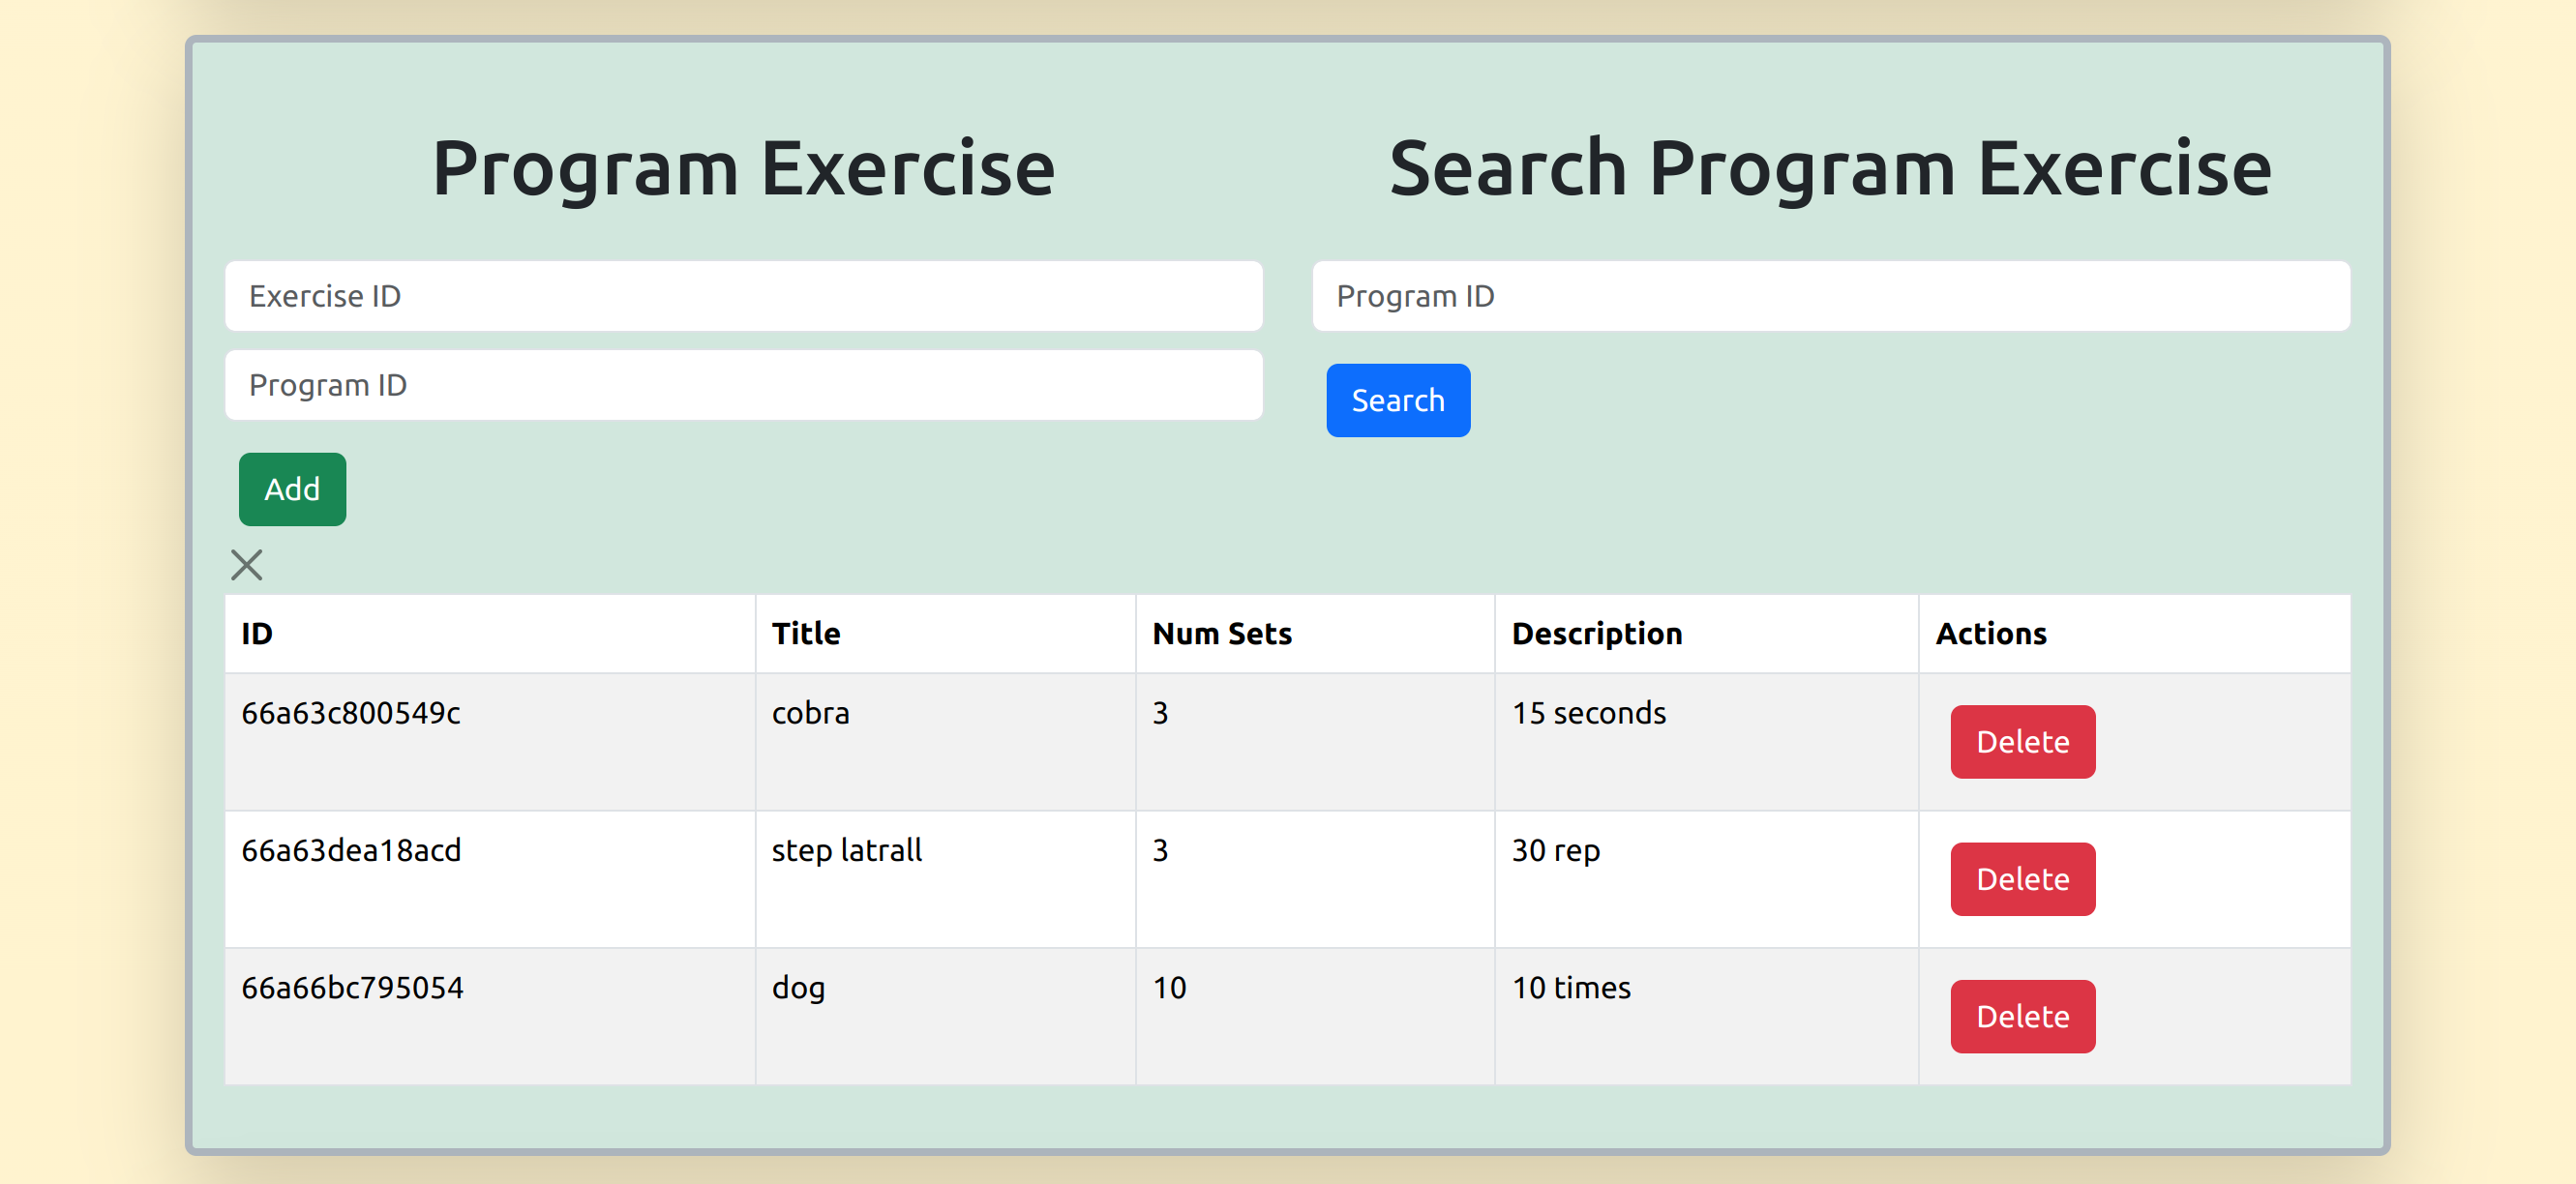 Program Exercise
Search Program Exercise
Exercise ID
Program ID
Program ID
Search
Add
ID Title Num Sets Description Actions
66a63c800549c cobra 3 15 seconds Delete
66a63dea18acd step latrall 3 30 rep Delete
66a66bc795054 dog 10 10 times Delete